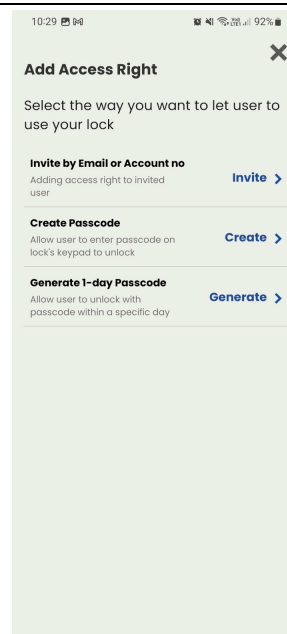 10:29 92%
Add Access Right
Select the way you want to let user to
use your lock
Invite by Email or Account no
Adding access right to invited
user
Invite
Create Passcode
Allow user to enter passcode on
lock's keypad to unlock
Create
Generate 1-day Passcode
Allow user to unlock with
passcode within a specific day
Generate